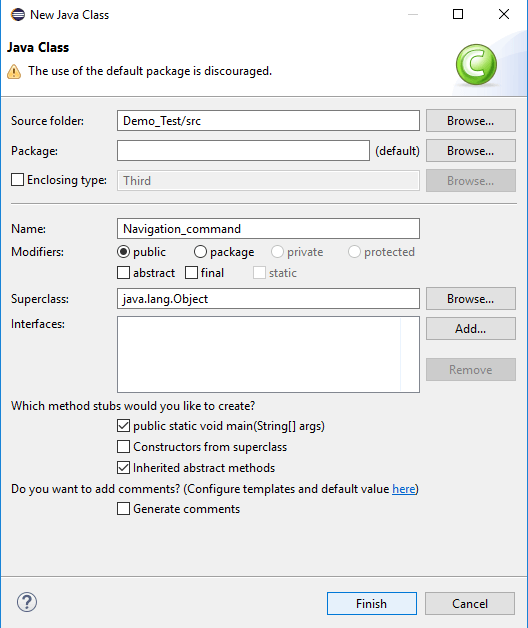 New Java Class
Java Class
The use of the default package is discouraged.
C
Source folder: Demo_Test/src Browse...
Package: (default) Browse...
Enclosing type: Third Browse...
Name: Navigation_command
Modifiers: public package private protected
abstract final static
Superclass: java.lang.Object Browse...
Interfaces: Add...
Remove
Which method stubs would you like to create?
public static void main(String[] args)
Constructors from superclass
Inherited abstract methods
Do you want to add comments? (Configure templates and default value here)
Generate comments
? Finish Cancel